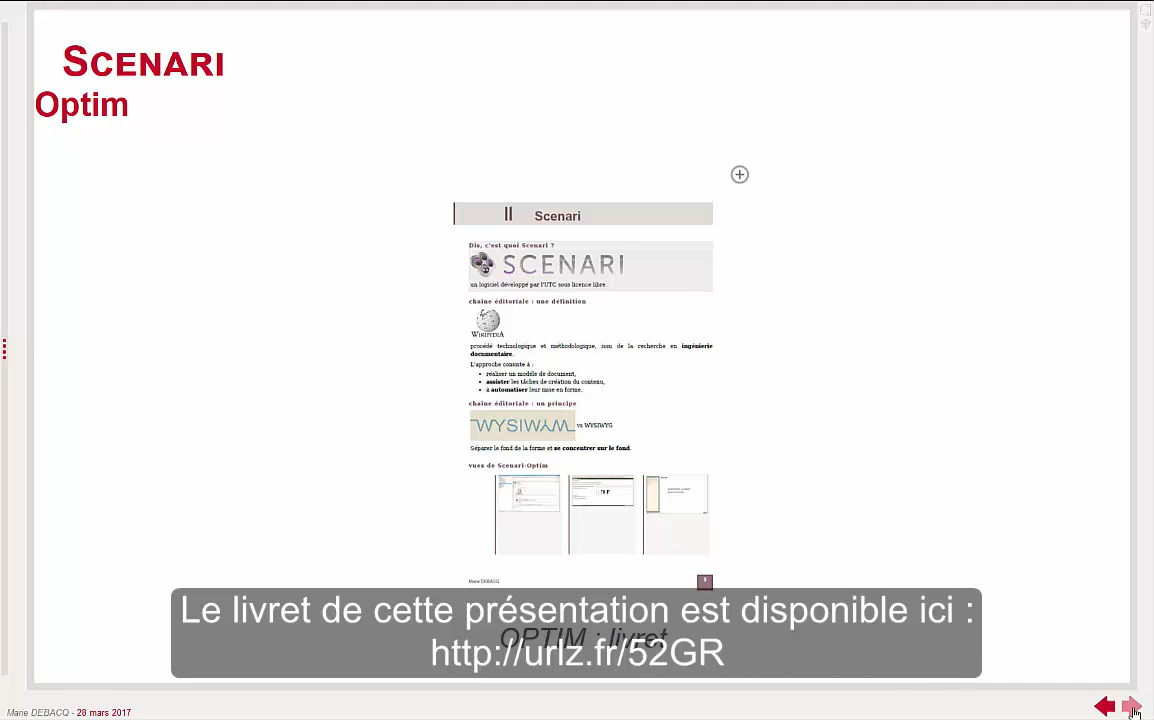 SCENARI
Optim
II Scenari
Dis, c'est quoi Scenari ?
SCENARI
un logiciel développé par l'UTC sous licence libre.
chaîne éditoriale : une définition
WIKIPEDIA
procédé technologique et méthodologique, issu de la recherche en ingénierie
documentaire.
L'approche consiste à :
• réaliser un modèle de document,
• assister les tâches de création du contenu,
• à automatiser leur mise en forme.
chaîne éditoriale : un principe
WYSIWYM vs WYSIWYG
Séparer le fond de la forme et se concentrer sur le fond.
vues de Scenari-Optim
Marie DEBACQ
5
OPTIM : livret
Le livret de cette présentation est disponible ici :
http://urlz.fr/52GR
Marie DEBACQ - 28 mars 2017